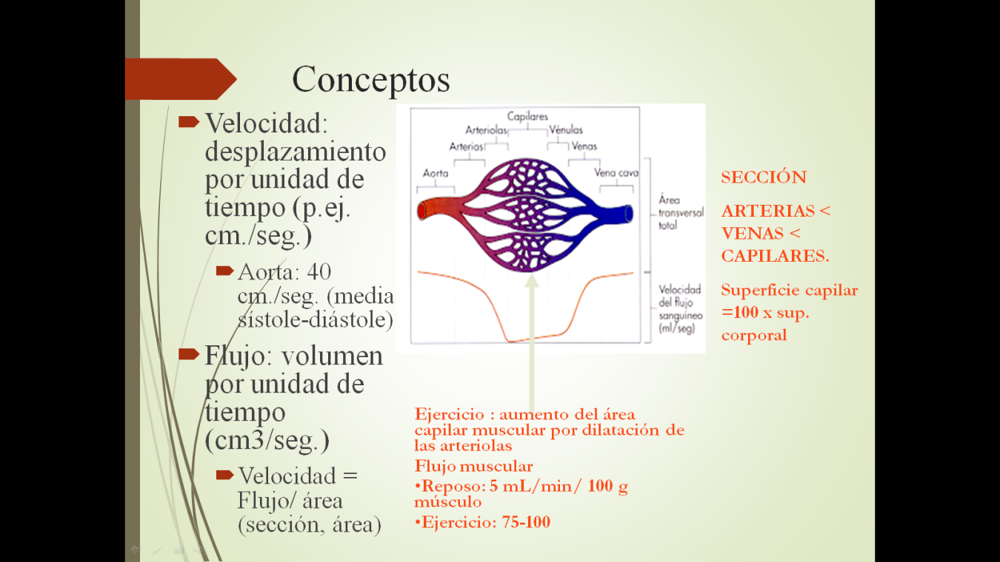 Conceptos
Velocidad:
desplazamiento
por unidad de
tiempo (p.ej.
cm./seg.)
Aorta: 40
cm./seg. (media
sístole-diástole)
Flujo: volumen
por unidad de
tiempo
(cm3/seg.)
Velocidad =
Flujo/ área
(sección, área)
Capilares
Arteriolas
Vénulas
Arterias
Venas
Aorta
Vena cava
Área
transversal
total
Velocidad
del flujo
sanguíneo
(ml/seg)
SECCIÓN
ARTERIAS <
VENAS <
CAPILARES.
Superficie capilar
=100 x sup.
corporal
Ejercicio : aumento del área
capilar muscular por dilatación de
las arteriolas
Flujo muscular
•Reposo: 5 mL/min/ 100 g
músculo
•Ejercicio: 75-100